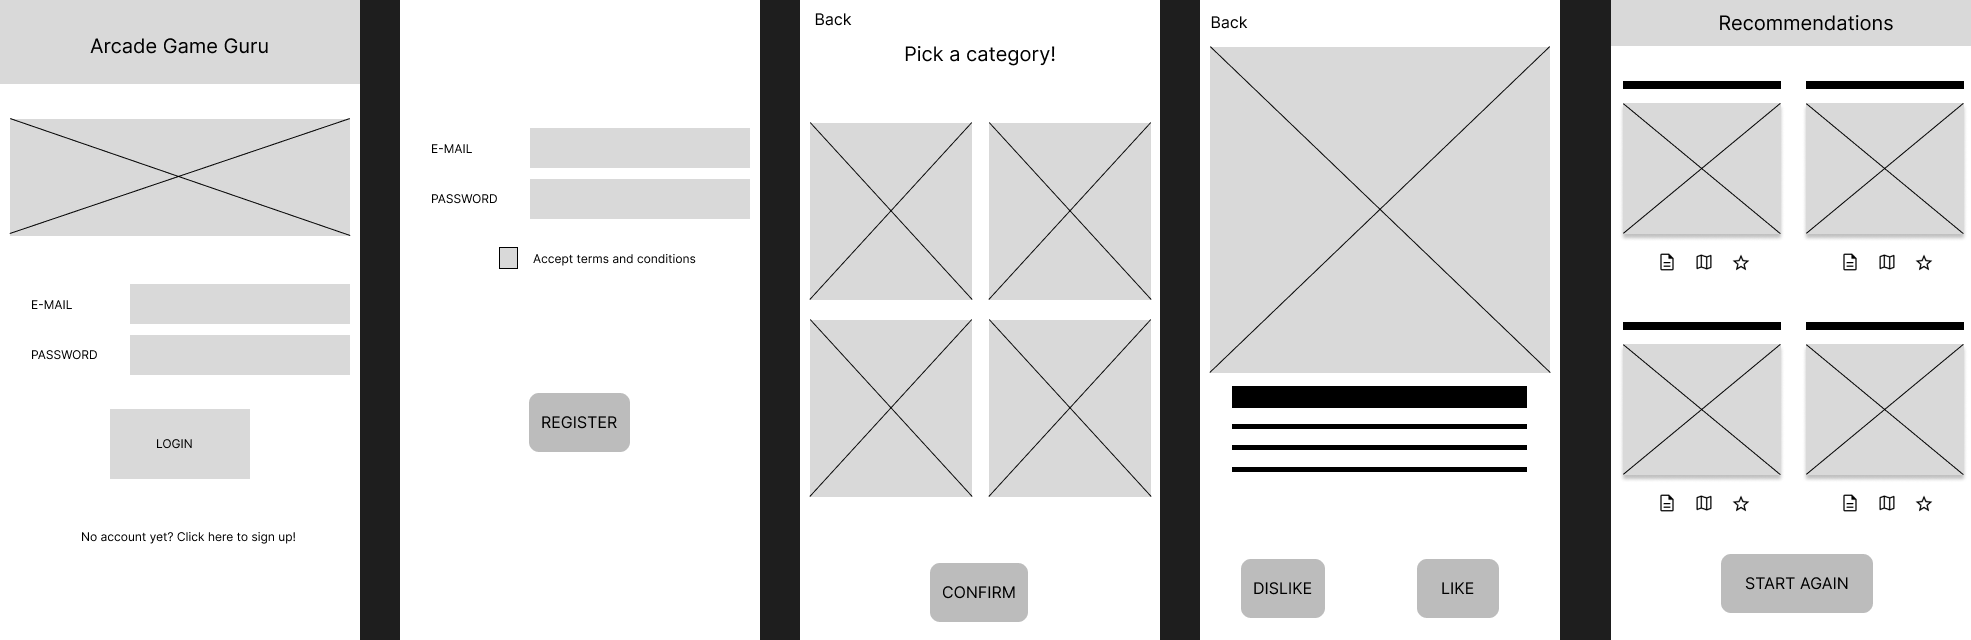 Arcade Game Guru
E-MAIL
PASSWORD
LOGIN
No account yet? Click here to sign up!
E-MAIL
PASSWORD
Accept terms and conditions
REGISTER
Back
Pick a category!
CONFIRM
Back
DISLIKE
LIKE
Recommendations
START AGAIN